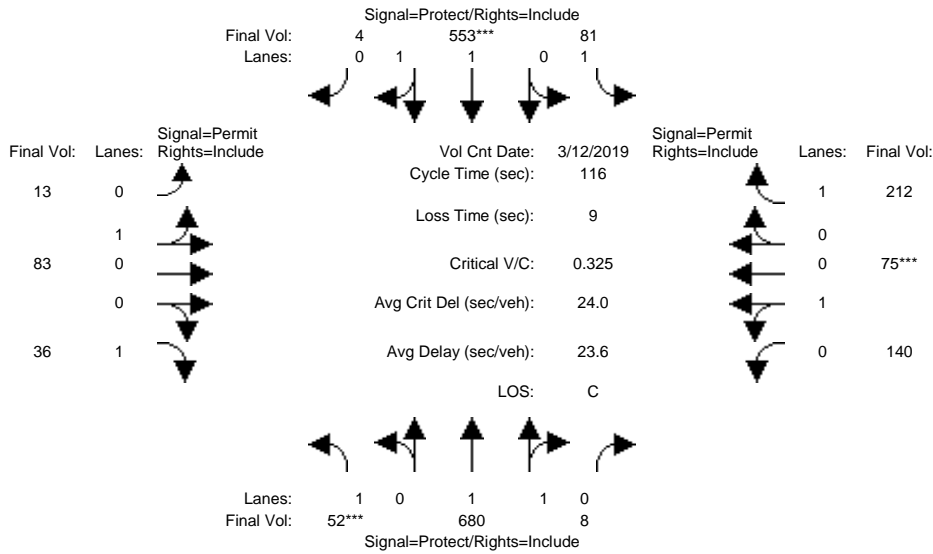 Signal=Protect/Rights=Include
Final Vol: 4 553*** 81
Lanes: 0 1 1 0 1
Signal=Permit
Final Vol: Lanes: Rights=Include
Vol Cnt Date: 3/12/2019
Signal=Permit
Rights=Include Lanes: Final Vol:
Cycle Time (sec): 116
13 0
1 212
Loss Time (sec): 9
1
0
83 0
Critical V/C: 0.325
0 75***
0
Avg Crit Del (sec/veh): 24.0
1
36 1
Avg Delay (sec/veh): 23.6
0 140
LOS: C
Lanes: 1 0 1 1 0
Final Vol: 52*** 680 8
Signal=Protect/Rights=Include